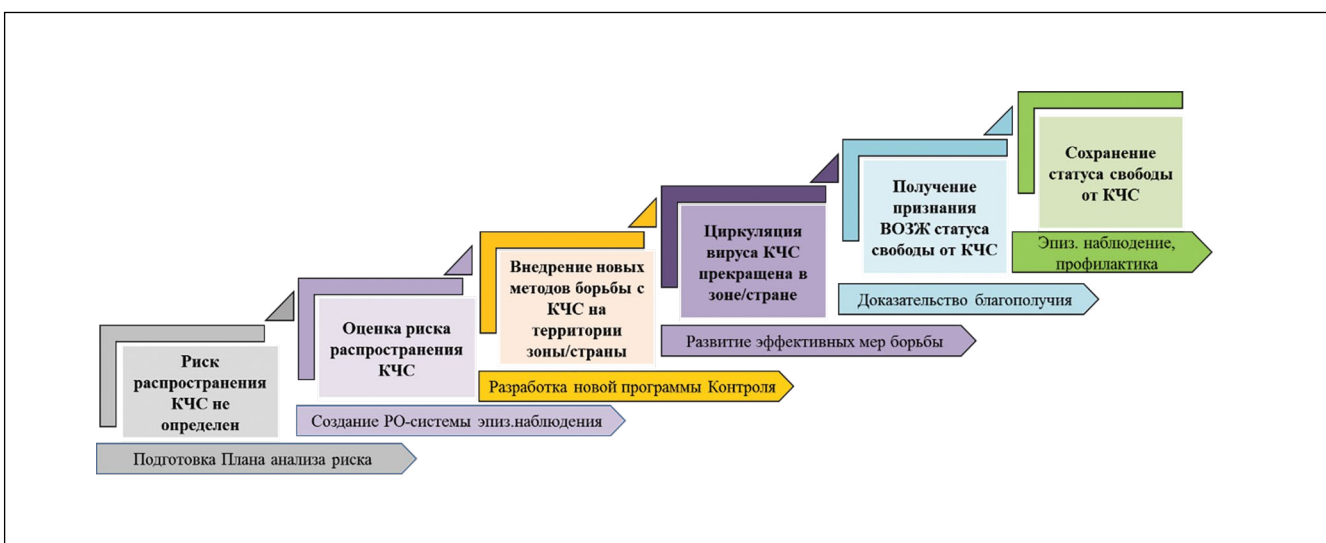 Риск
распространения
КЧС не
определен
Подготовка Плана анализа риска
Оценка риска
распространения
КЧС
Создание РО-системы эпиз.наблюдения
Внедрение новых
методов борьбы с
КЧС на
территории
зоны/страны
Разработка новой программы Контроля
Циркуляция
вируса КЧС
прекращена в
зоне/стране
Развитие эффективных мер борьбы
Получение
признания
ВОЗЖ статуса
свободы от КЧС
Доказательство благополучия
Сохранение
статуса свободы
от КЧС
Эпиз. наблюдение,
профилактика